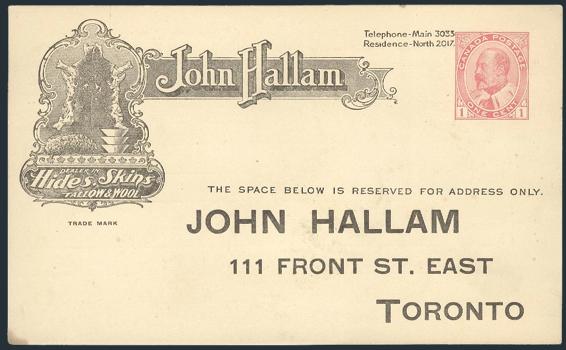 Telephone-Main 3033
Residence-North 2017.
John Hallam
CANADA POSTAGE
1 ONE CENT 1
DEALER IN
Hides, Skins
TALLOW & WOOL
TRADE MARK
THE SPACE BELOW IS RESERVED FOR ADDRESS ONLY.
JOHN HALLAM
111 FRONT ST. EAST
TORONTO